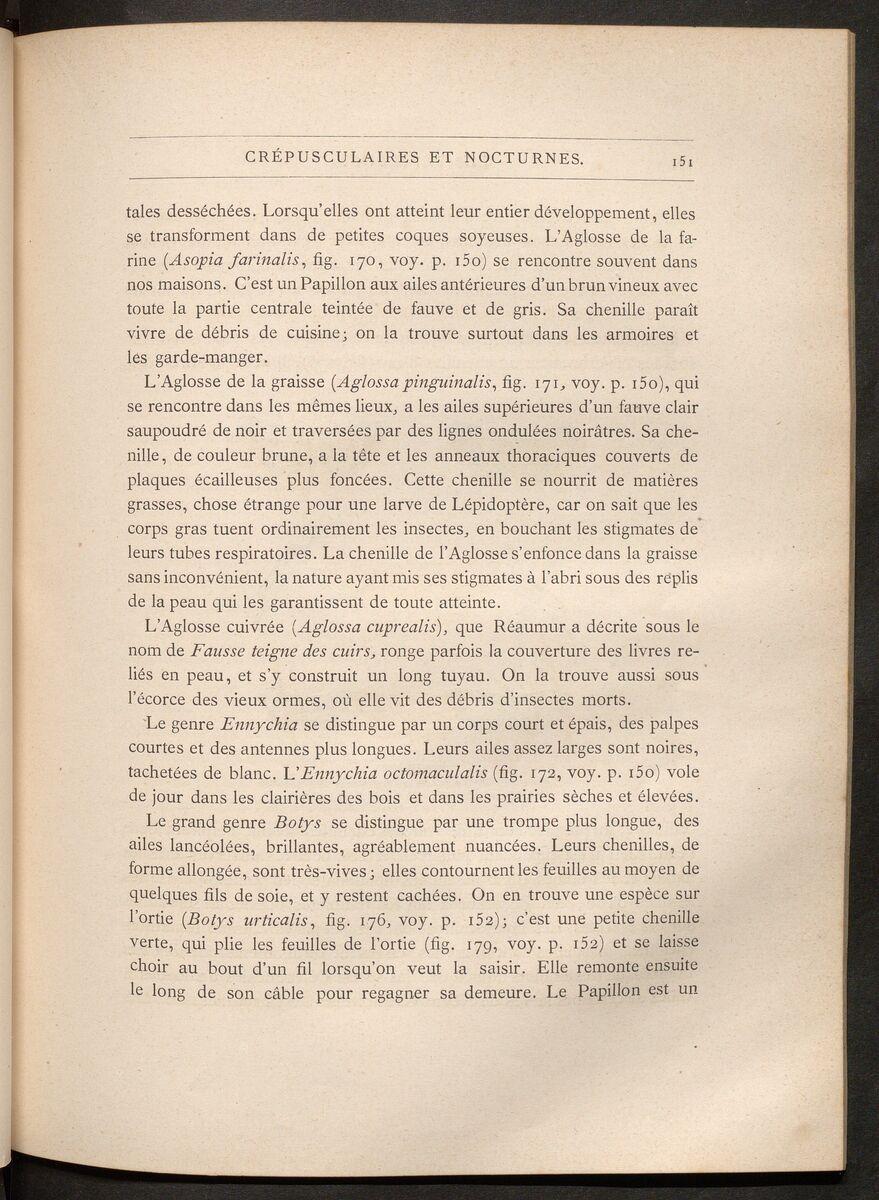 CRÉPUSCULAIRES ET NOCTURNES. 151
tales desséchées. Lorsqu'elles ont atteint leur entier développement, elles
se transforment dans de petites coques soyeuses. L'Aglosse de la fa-
rine (Asopia farinalis, fig. 170, voy. p. 150) se rencontre souvent dans
nos maisons. C'est un Papillon aux ailes antérieures d'un brun vineux avec
toute la partie centrale teintée de fauve et de gris. Sa chenille paraît
vivre de débris de cuisine; on la trouve surtout dans les armoires et
les garde-manger.
L'Aglosse de la graisse (Aglossa pinguinalis, fig. 171, voy. p. 150), qui
se rencontre dans les mêmes lieux, a les ailes supérieures d'un fauve clair
saupoudré de noir et traversées par des lignes ondulées noirâtres. Sa che-
nille, de couleur brune, a la tête et les anneaux thoraciques couverts de
plaques écailleuses plus foncées. Cette chenille se nourrit de matières
grasses, chose étrange pour une larve de Lépidoptère, car on sait que les
corps gras tuent ordinairement les insectes, en bouchant les stigmates de
leurs tubes respiratoires. La chenille de l'Aglosse s'enfonce dans la graisse
sans inconvénient, la nature ayant mis ses stigmates à l'abri sous des replis
de la peau qui les garantissent de toute atteinte.
L'Aglosse cuivrée (Aglossa cuprealis), que Réaumur a décrite sous le
nom de Fausse teigne des cuirs, ronge parfois la couverture des livres re-
liés en peau, et s'y construit un long tuyau. On la trouve aussi sous
l'écorce des vieux ormes, où elle vit des débris d'insectes morts.
Le genre Ennychia se distingue par un corps court et épais, des palpes
courtes et des antennes plus longues. Leurs ailes assez larges sont noires,
tachetées de blanc. L'Ennychia octomaculalis (fig. 172, voy. p. 150) vole
de jour dans les clairières des bois et dans les prairies sèches et élevées.
Le grand genre Botys se distingue par une trompe plus longue, des
ailes lancéolées, brillantes, agréablement nuancées. Leurs chenilles, de
forme allongée, sont très-vives; elles contournent les feuilles au moyen de
quelques fils de soie, et y restent cachées. On en trouve une espèce sur
l'ortie (Botys urticalis, fig. 176, voy. p. 152); c'est une petite chenille
verte, qui plie les feuilles de l'ortie (fig. 179, voy. p. 152) et se laisse
choir au bout d'un fil lorsqu'on veut la saisir. Elle remonte ensuite
le long de son câble pour regagner sa demeure. Le Papillon est un